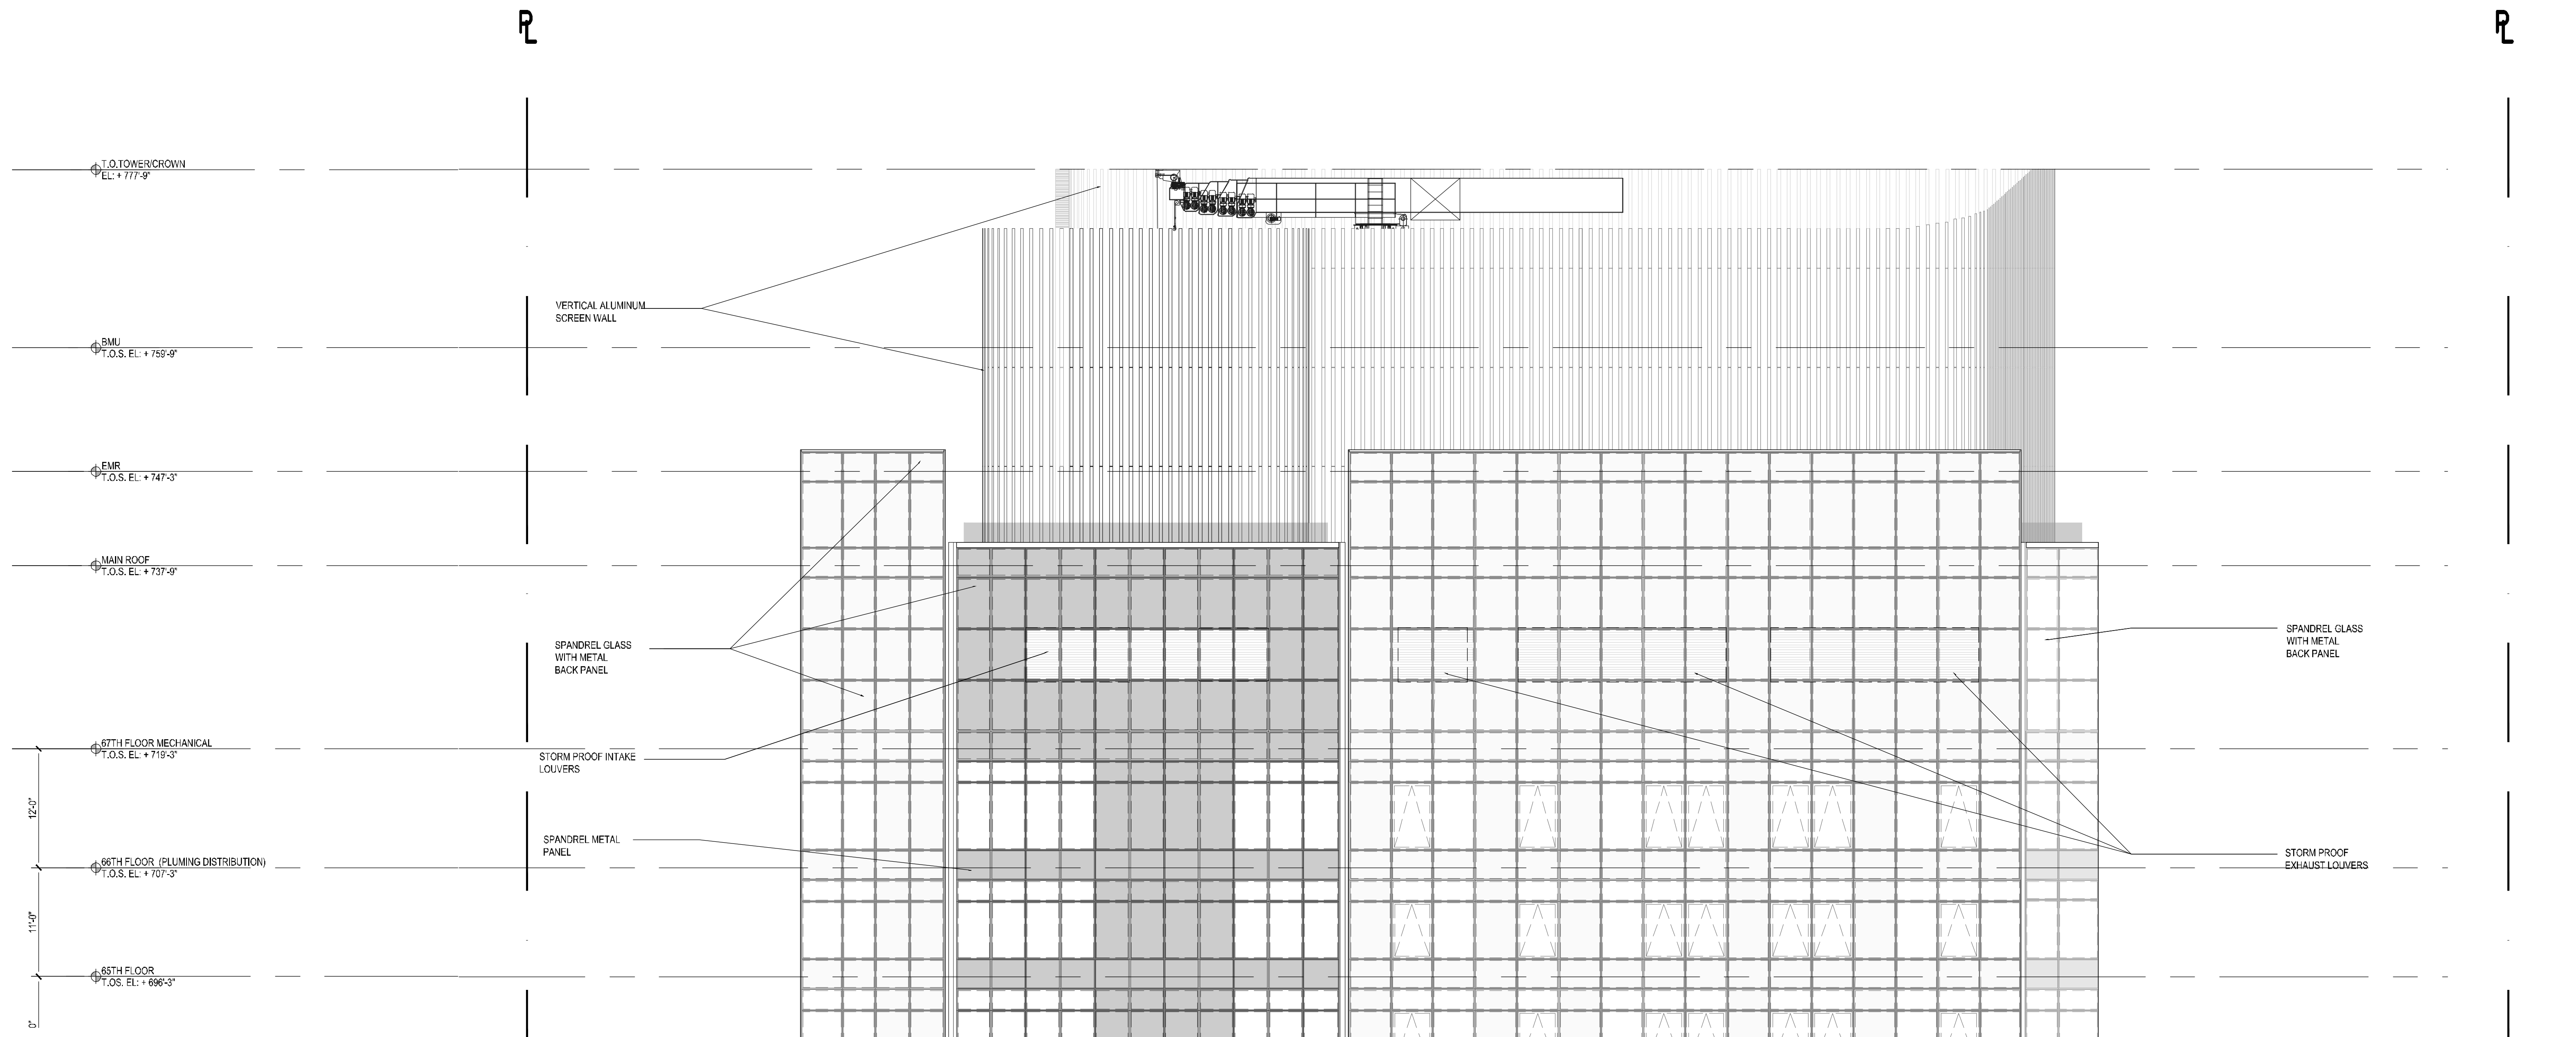 PL
PL
T.O.TOWER/CROWN
EL: + 777'-9"
VERTICAL ALUMINUM
SCREEN WALL
BMU
T.O.S. EL: + 759'-9"
EMR
T.O.S. EL: + 747'-3"
MAIN ROOF
T.O.S. EL: + 737'-9"
SPANDREL GLASS
WITH METAL
BACK PANEL
SPANDREL GLASS
WITH METAL
BACK PANEL
67TH FLOOR MECHANICAL
T.O.S. EL: + 719'-3"
STORM PROOF INTAKE
LOUVERS
12'-0"
SPANDREL METAL
PANEL
STORM PROOF
EXHAUST LOUVERS
66TH FLOOR (PLUMING DISTRIBUTION)
T.O.S. EL: + 707'-3"
11'-0"
65TH FLOOR
T.OS. EL: + 696'-3"
0"